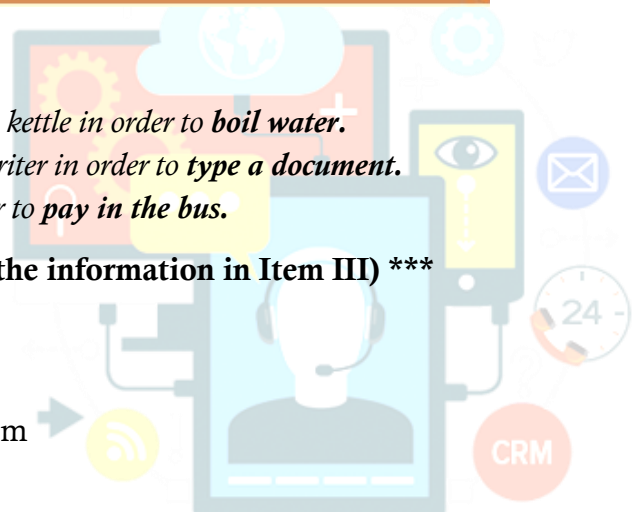 kettle in order to boil water.
riter in order to type a document.
r to pay in the bus.
the information in Item III) ***
24
m
CRM